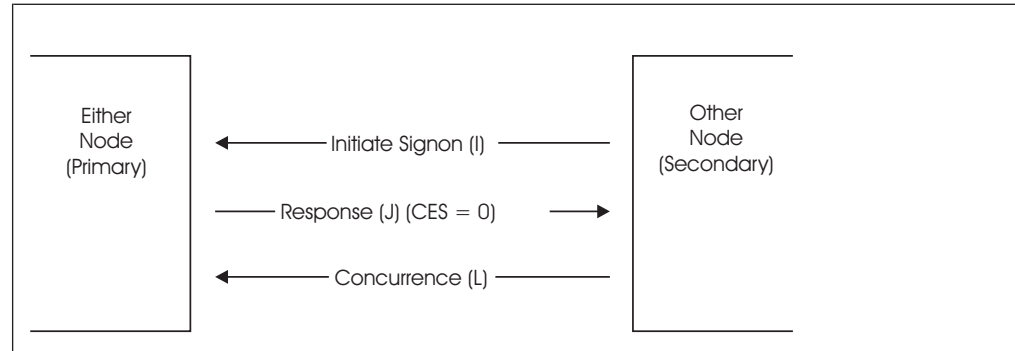 Either
Node
(Primary)
Initiate Signon (I)
Response (J) (CES = 0)
Concurrence (L)
Other
Node
(Secondary)